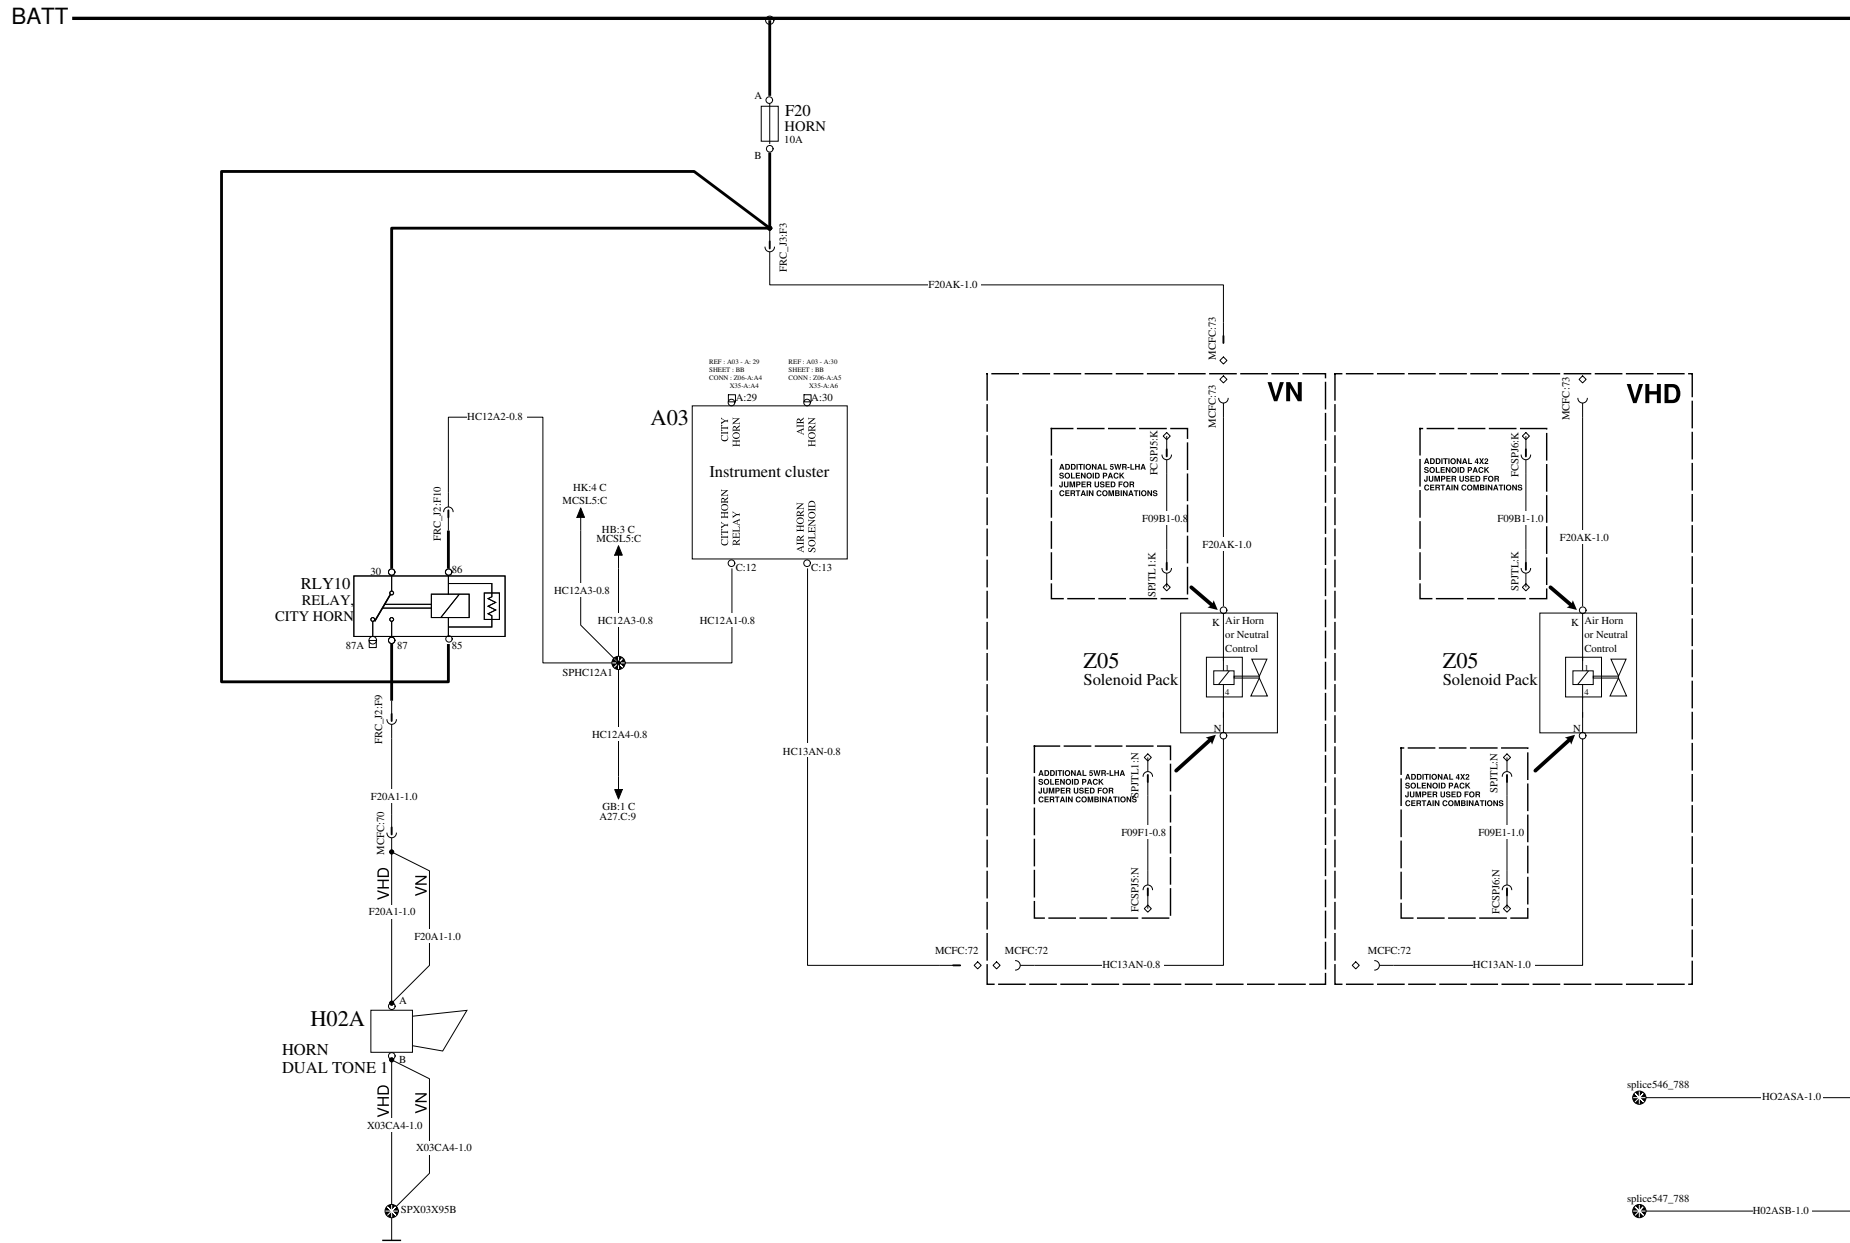 BATT
A
F20
HORN
10A
B
FRC_J3:F3
F20AK-1.0
MCFC:73
REF : A03 - A: 29
SHEET : BB
CONN : Z06-A:A4
X35-A:A4
REF : A03 - A:30
SHEET : BB
CONN : Z06-A:A5
X35-A:A6
A:29
A:30
A03
CITY
HORN
AIR
HORN
Instrument cluster
CITY HORN
RELAY
AIR HORN
SOLENOID
C:12
C:13
HC12A2-0.8
FRC_J2:F10
HK:4 C
MCSL5:C
HB:3 C
MCSL5:C
HC12A3-0.8
HC12A3-0.8
HC12A1-0.8
SPHC12A1
HC12A4-0.8
GB:1 C
A27.C:9
RLY10
RELAY,
CITY HORN
30
86
87A
87
85
FRC_J2:F9
F20A1-1.0
MCFC:70
VHD
VN
F20A1-1.0
F20A1-1.0
A
H02A
HORN
DUAL TONE 1
B
VHD
VN
X03CA4-1.0
X03CA4-1.0
SPX03X95B
HC13AN-0.8
MCFC:72
VN
MCFC:73
ADDITIONAL 5WR-LHA
SOLENOID PACK
JUMPER USED FOR
CERTAIN COMBINATIONS
FCSPJ5:K
F09B1-0.8
SPJTL1:K
F20AK-1.0
K
Air Horn
or Neutral
Control
1
4
N
Z05
Solenoid Pack
ADDITIONAL 5WR-LHA
SOLENOID PACK
JUMPER USED FOR
CERTAIN COMBINATIONS
SPJTL1:N
F09F1-0.8
FCSPJ5:N
MCFC:72
HC13AN-0.8
VHD
MCFC:73
ADDITIONAL 4X2
SOLENOID PACK
JUMPER USED FOR
CERTAIN COMBINATIONS
FCSPJ6:K
F09B1-1.0
SPJTL:K
F20AK-1.0
K
Air Horn
or Neutral
Control
1
4
N
Z05
Solenoid Pack
ADDITIONAL 4X2
SOLENOID PACK
JUMPER USED FOR
CERTAIN COMBINATIONS
SPJTL:N
F09E1-1.0
FCSPJ6:N
MCFC:72
HC13AN-1.0
splice546_788
HO2ASA-1.0
splice547_788
H02ASB-1.0